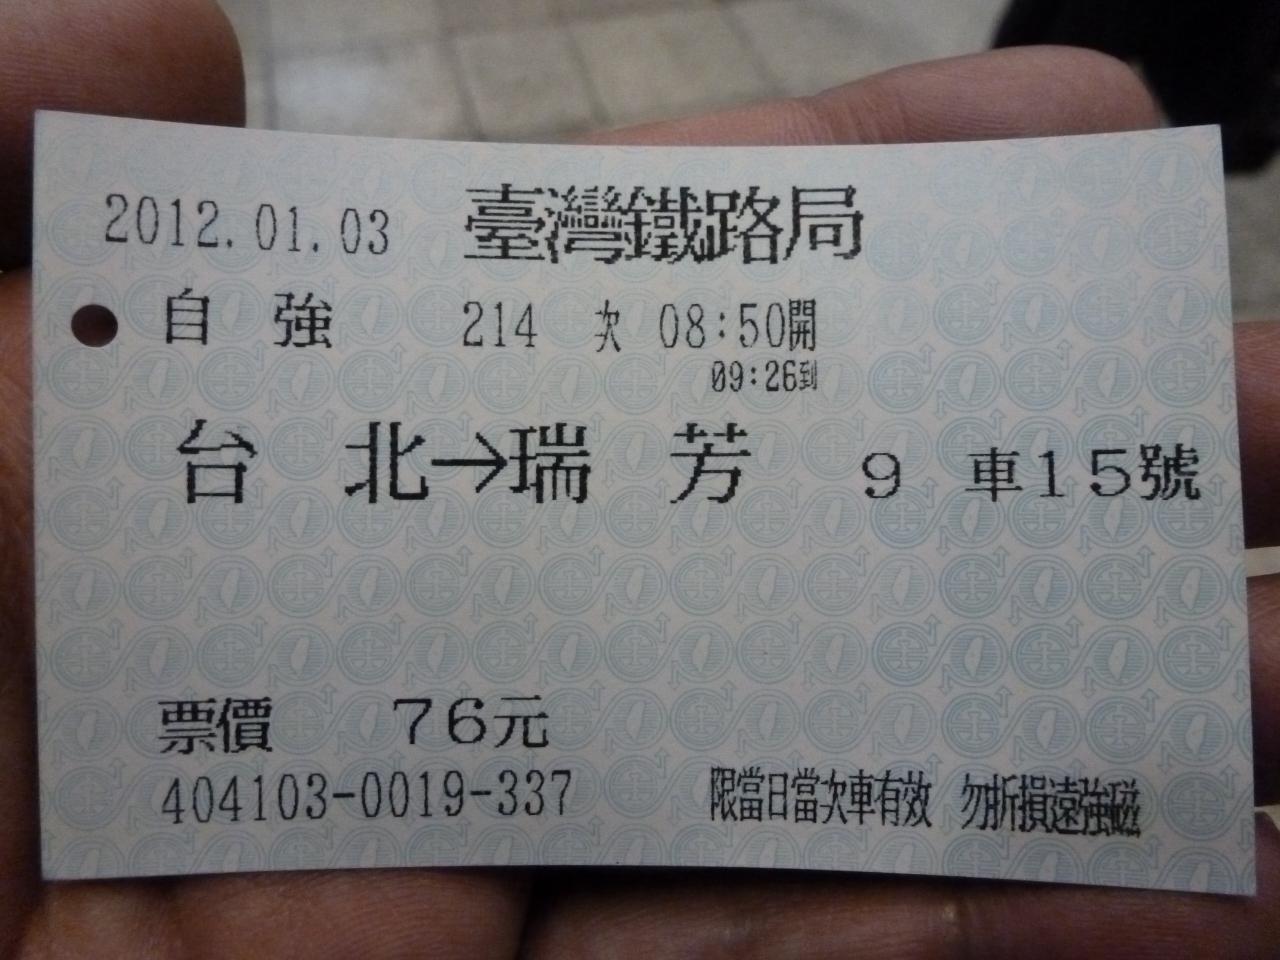 2012.01.03 臺灣鐵路局
自強 214 次 08:50開
09:26到
台北→瑞芳 9 車15號
票價 76元
404103-0019-337 限當日當次車有效 勿折損遠強磁